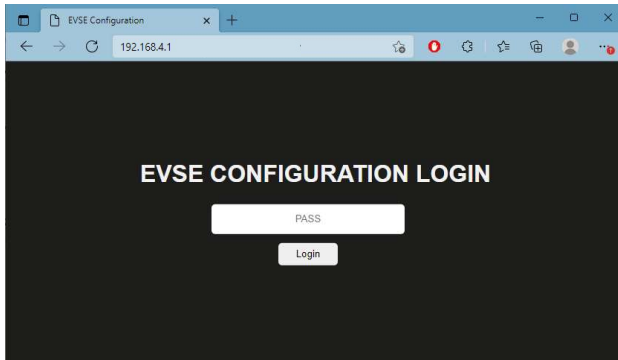 EVSE Configuration
192.168.4.1
EVSE CONFIGURATION LOGIN
PASS
Login